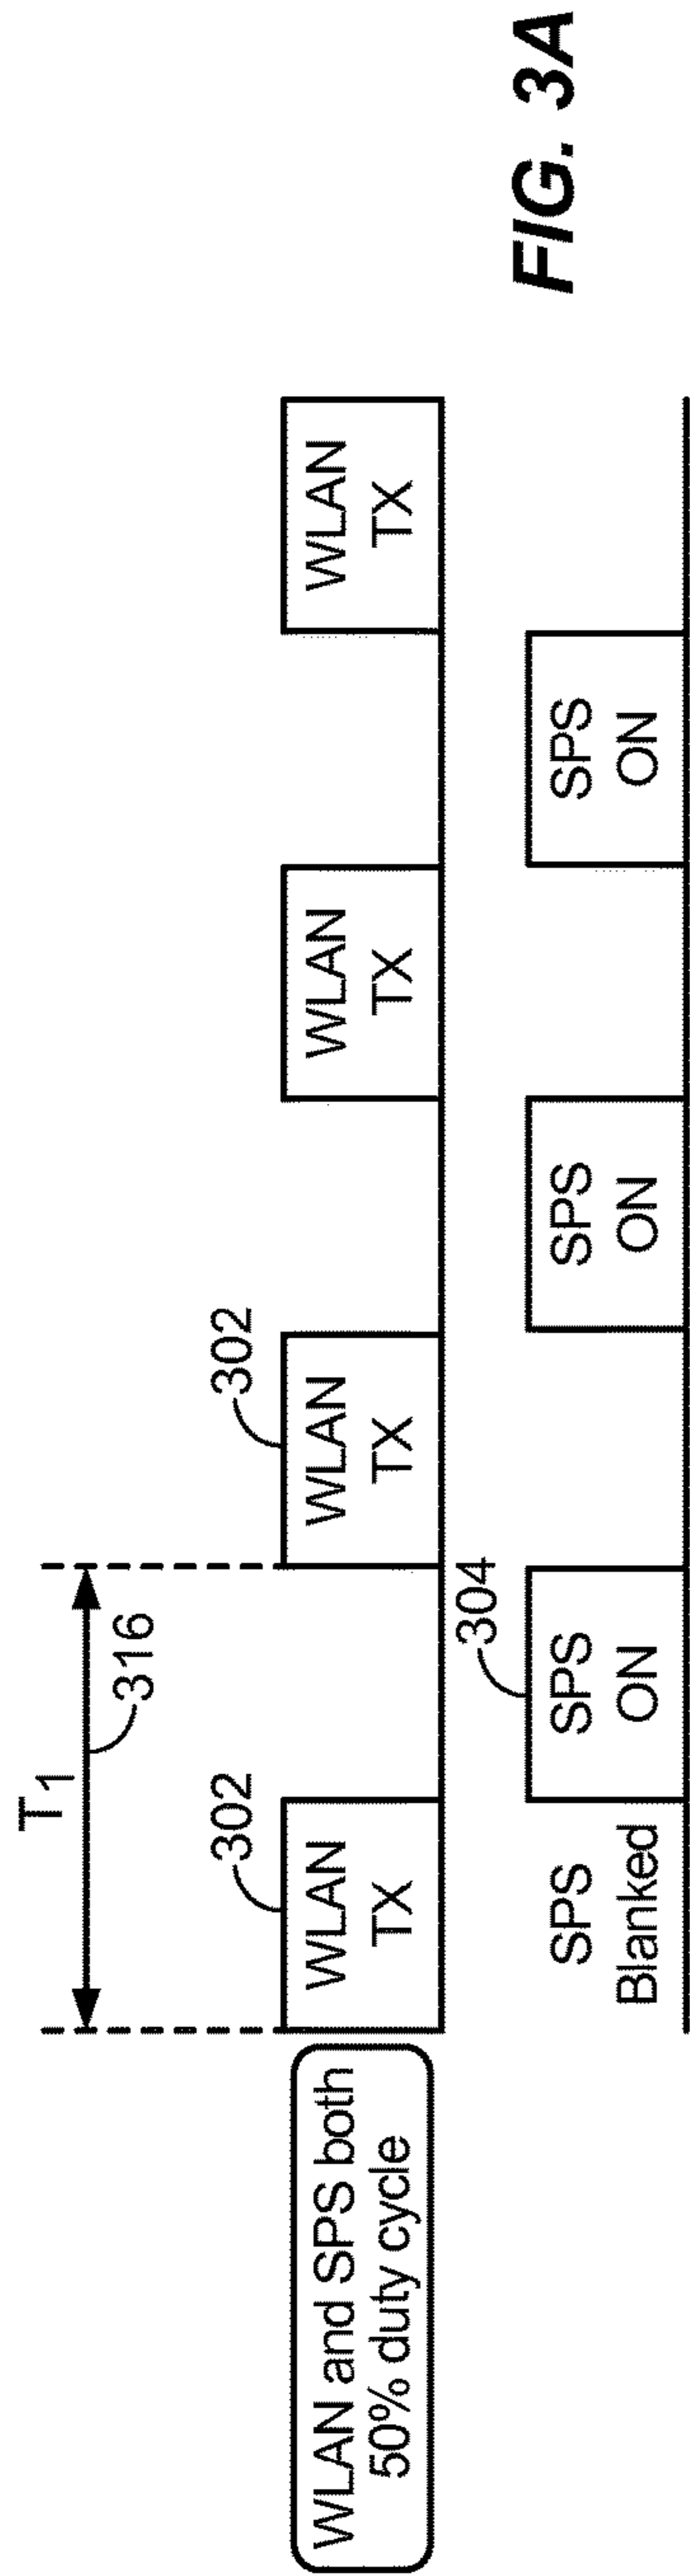 T1
316
302
302
WLAN and SPS both
50% duty cycle
WLAN
TX
WLAN
TX
WLAN
TX
WLAN
TX
304
SPS
Blanked
SPS
ON
SPS
ON
SPS
ON
FIG. 3A